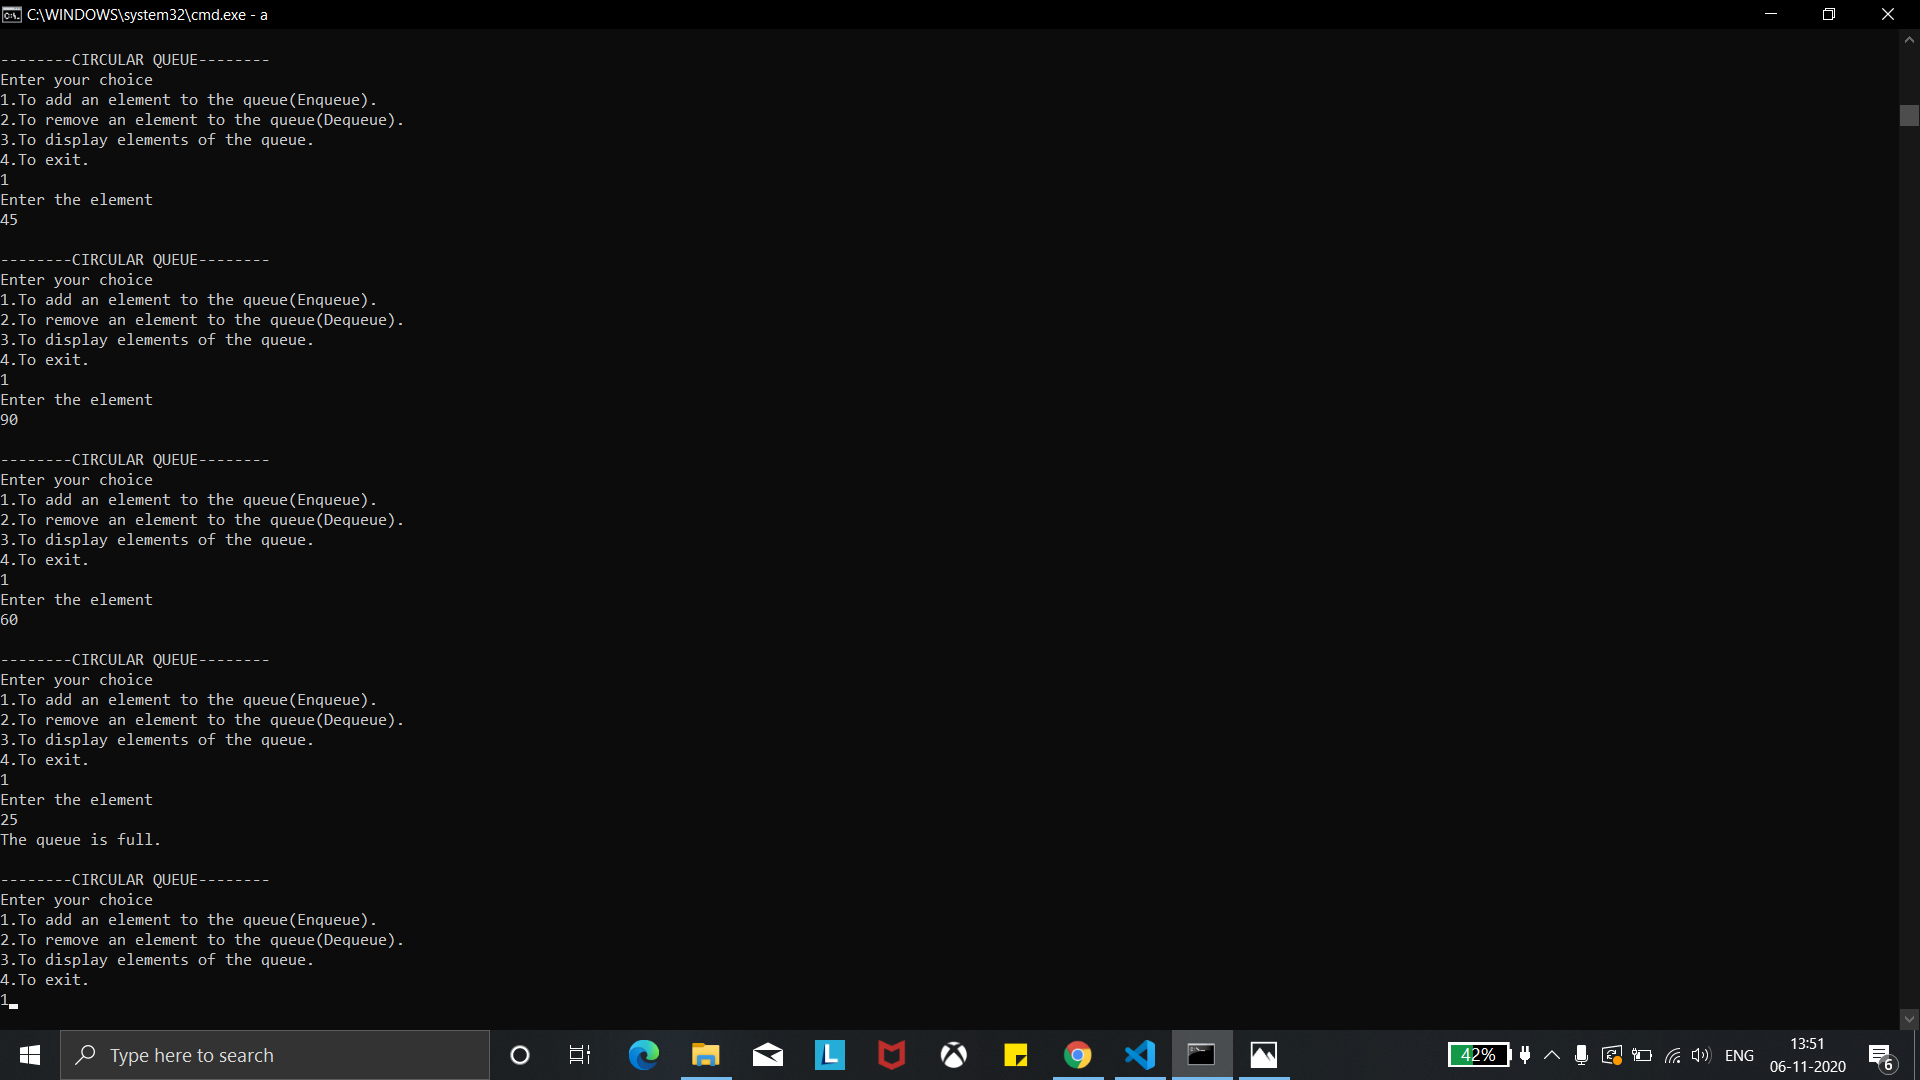 C:\WINDOWS\system32\cmd.exe - a
--------CIRCULAR QUEUE--------
Enter your choice
1.To add an element to the queue(Enqueue).
2.To remove an element to the queue(Dequeue).
3.To display elements of the queue.
4.To exit.
1
Enter the element
45
--------CIRCULAR QUEUE--------
Enter your choice
1.To add an element to the queue(Enqueue).
2.To remove an element to the queue(Dequeue).
3.To display elements of the queue.
4.To exit.
1
Enter the element
90
--------CIRCULAR QUEUE--------
Enter your choice
1.To add an element to the queue(Enqueue).
2.To remove an element to the queue(Dequeue).
3.To display elements of the queue.
4.To exit.
1
Enter the element
60
--------CIRCULAR QUEUE--------
Enter your choice
1.To add an element to the queue(Enqueue).
2.To remove an element to the queue(Dequeue).
3.To display elements of the queue.
4.To exit.
1
Enter the element
25
The queue is full.
--------CIRCULAR QUEUE--------
Enter your choice
1.To add an element to the queue(Enqueue).
2.To remove an element to the queue(Dequeue).
3.To display elements of the queue.
4.To exit.
1
Type here to search
L
42%
ENG
13:51
06-11-2020
6